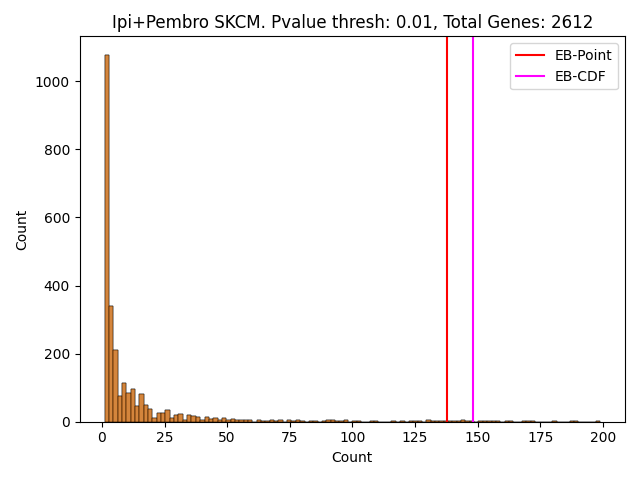 Ipi+Pembro SKCM. Pvalue thresh: 0.01, Total Genes: 2612
EB-Point
EB-CDF
1000
800
600
400
200
0
Count
0 25 50 75 100 125 150 175 200
Count